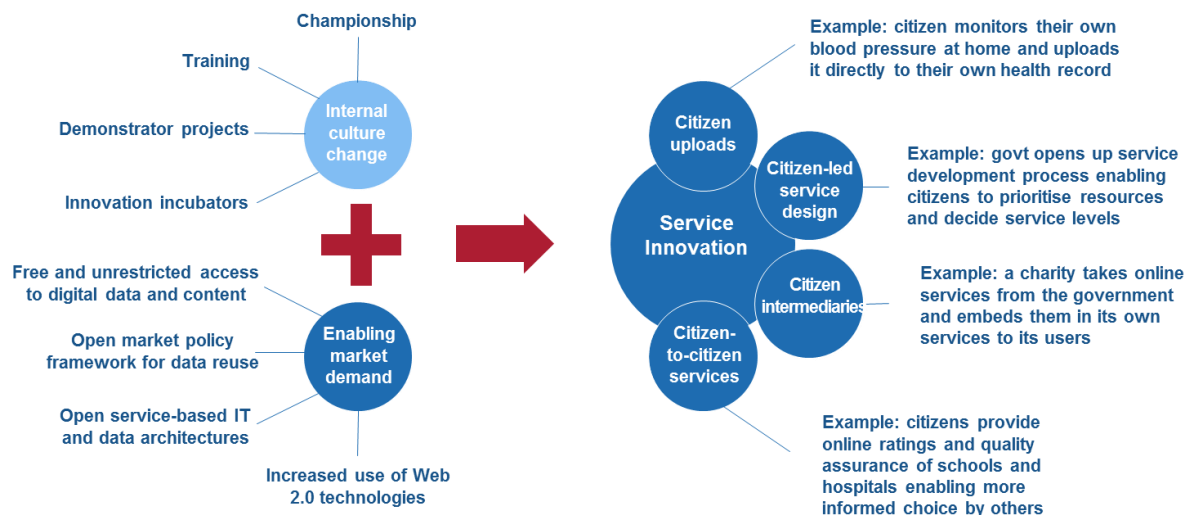 Championship
Training
Demonstrator projects
Innovation incubators
Internal
culture
change
Free and unrestricted access
to digital data and content
Open market policy
framework for data reuse
Open service-based IT
and data architectures
Increased use of Web
2.0 technologies
Enabling
market
demand
Service
Innovation
Citizen
uploads
Example: citizen monitors their own
blood pressure at home and uploads
it directly to their own health record
Citizen-led
service
design
Example: govt opens up service
development process enabling
citizens to prioritise resources
and decide service levels
Citizen
intermediaries
Example: a charity takes online
services from the government
and embeds them in its own
services to its users
Citizen-
to-citizen
services
Example: citizens provide
online ratings and quality
assurance of schools and
hospitals enabling more
informed choice by others